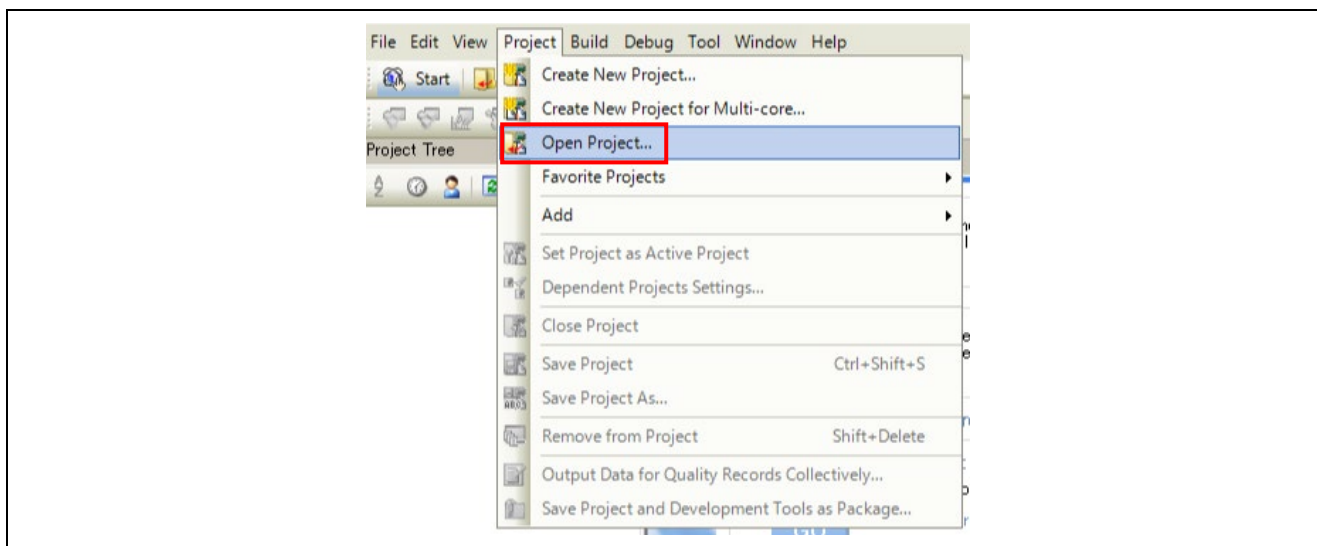 File Edit View Project Build Debug Tool Window Help
Start
Create New Project...
Create New Project for Multi-core...
Open Project...
Project Tree
Favorite Projects
Add
Set Project as Active Project
Dependent Projects Settings...
Close Project
Save Project Ctrl+Shift+S
Save Project As...
Remove from Project Shift+Delete
Output Data for Quality Records Collectively...
Save Project and Development Tools as Package...
GO